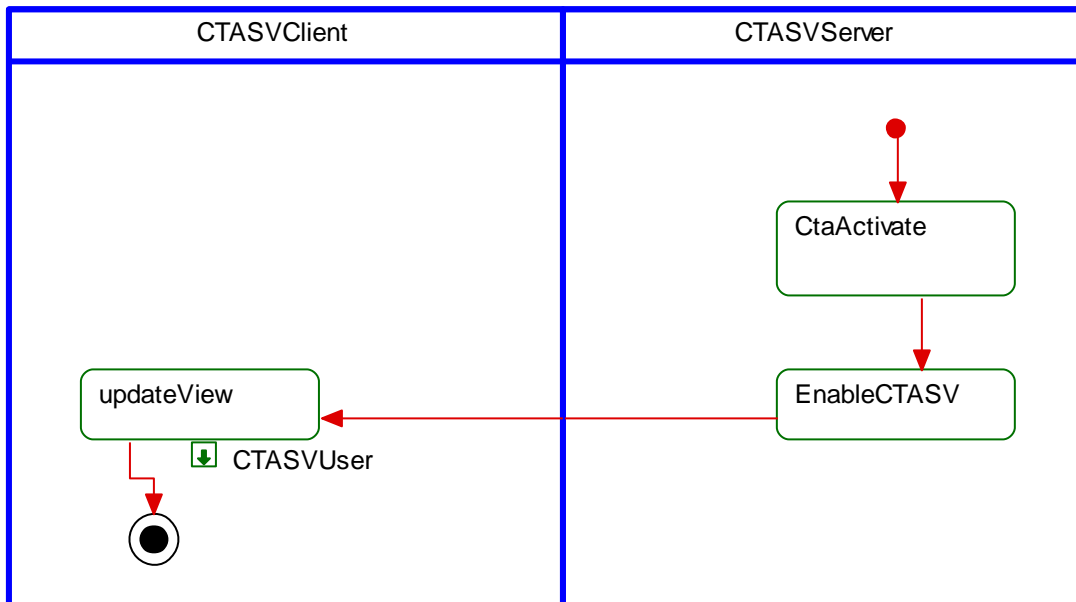 CTASVClient
CTASVServer
CtaActivate
updateView
EnableCTASV
CTASVUser